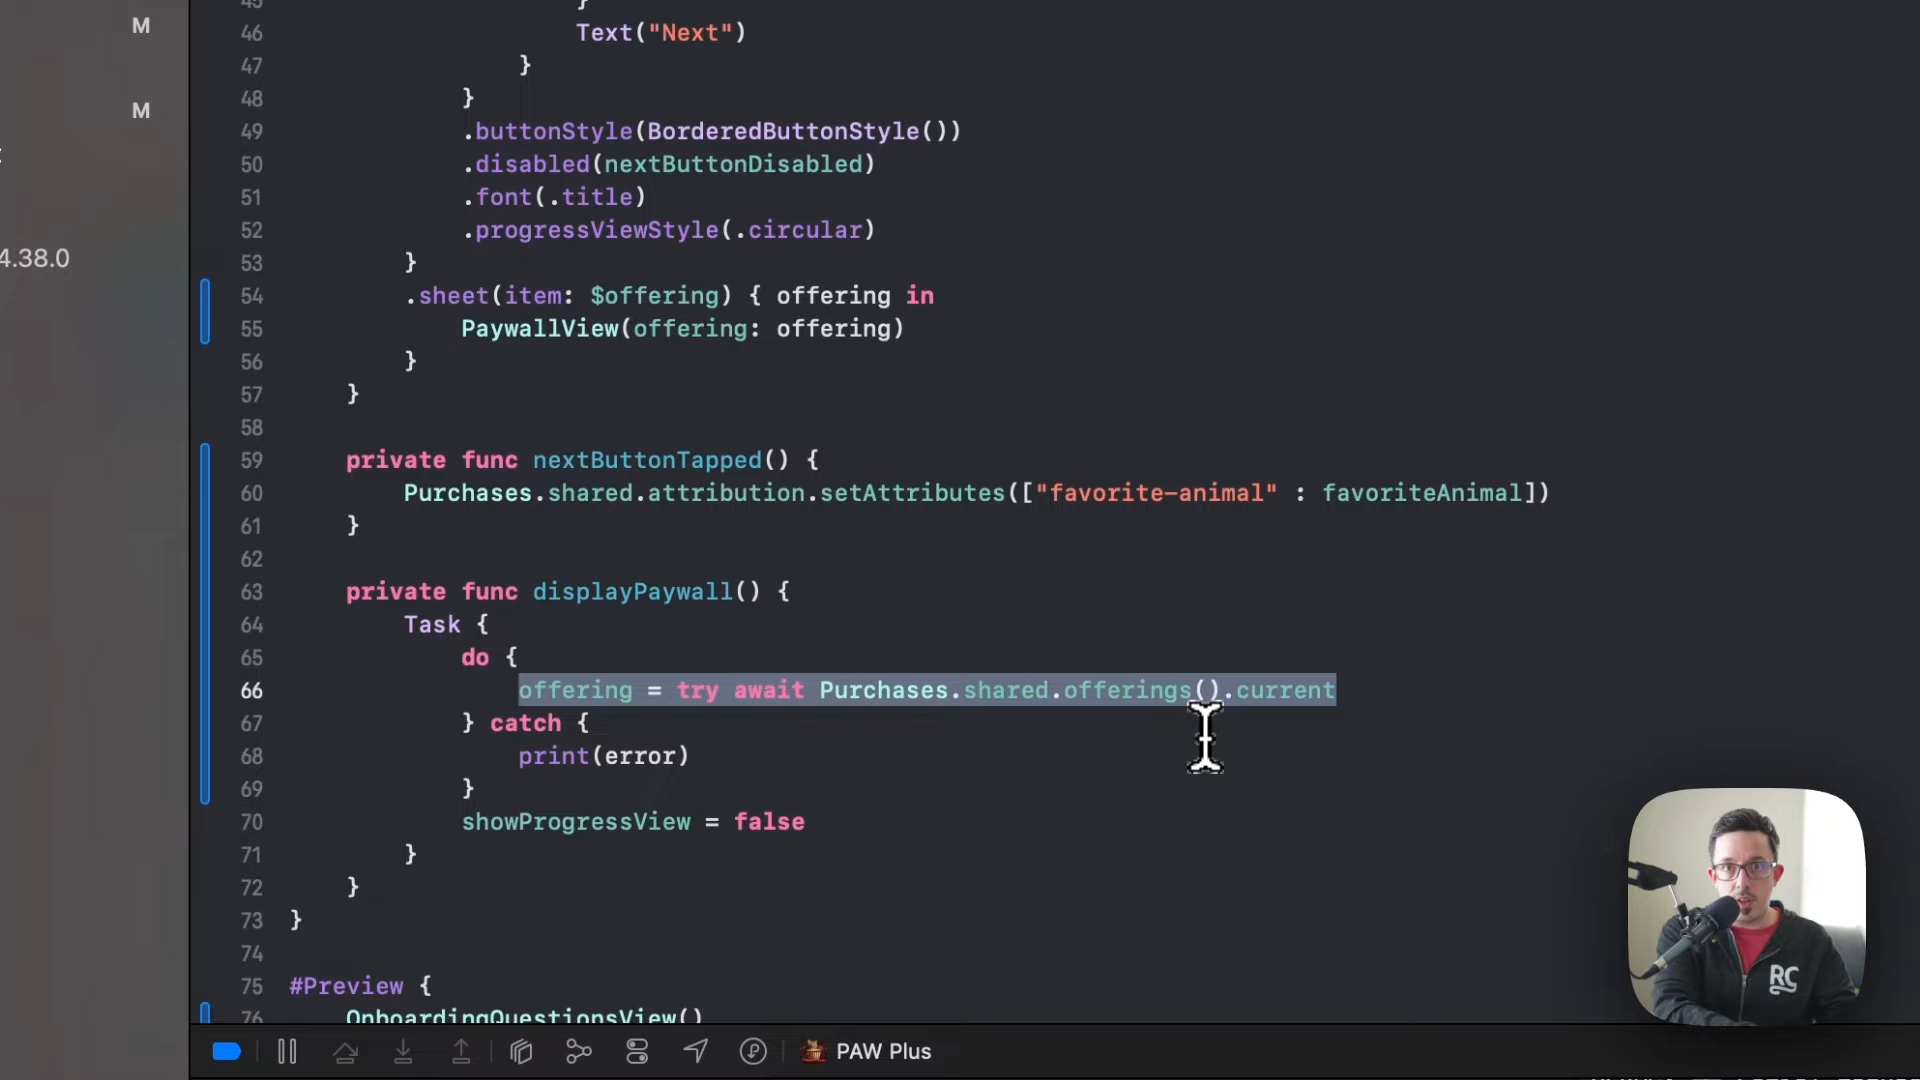 M
45
}
46
Text("Next")
47
}
M
48
}
49
.buttonStyle(BorderedButtonStyle())
50
.disabled(nextButtonDisabled)
51
.font(.title)
52
.progressViewStyle(.circular)
4.38.0
53
}
54
.sheet(item: $offering) { offering in
55
PaywallView(offering: offering)
56
}
57
}
58
59
private func nextButtonTapped() {
60
Purchases.shared.attribution.setAttributes(["favorite-animal" : favoriteAnimal])
61
}
62
63
private func displayPaywall() {
64
Task {
65
do {
66
offering = try await Purchases.shared.offerings().current
67
} catch {
68
print(error)
69
}
70
showProgressView = false
71
}
72
}
73
}
74
75
#Preview {
76
OnboardingQuestionsView()
RC
PAW Plus